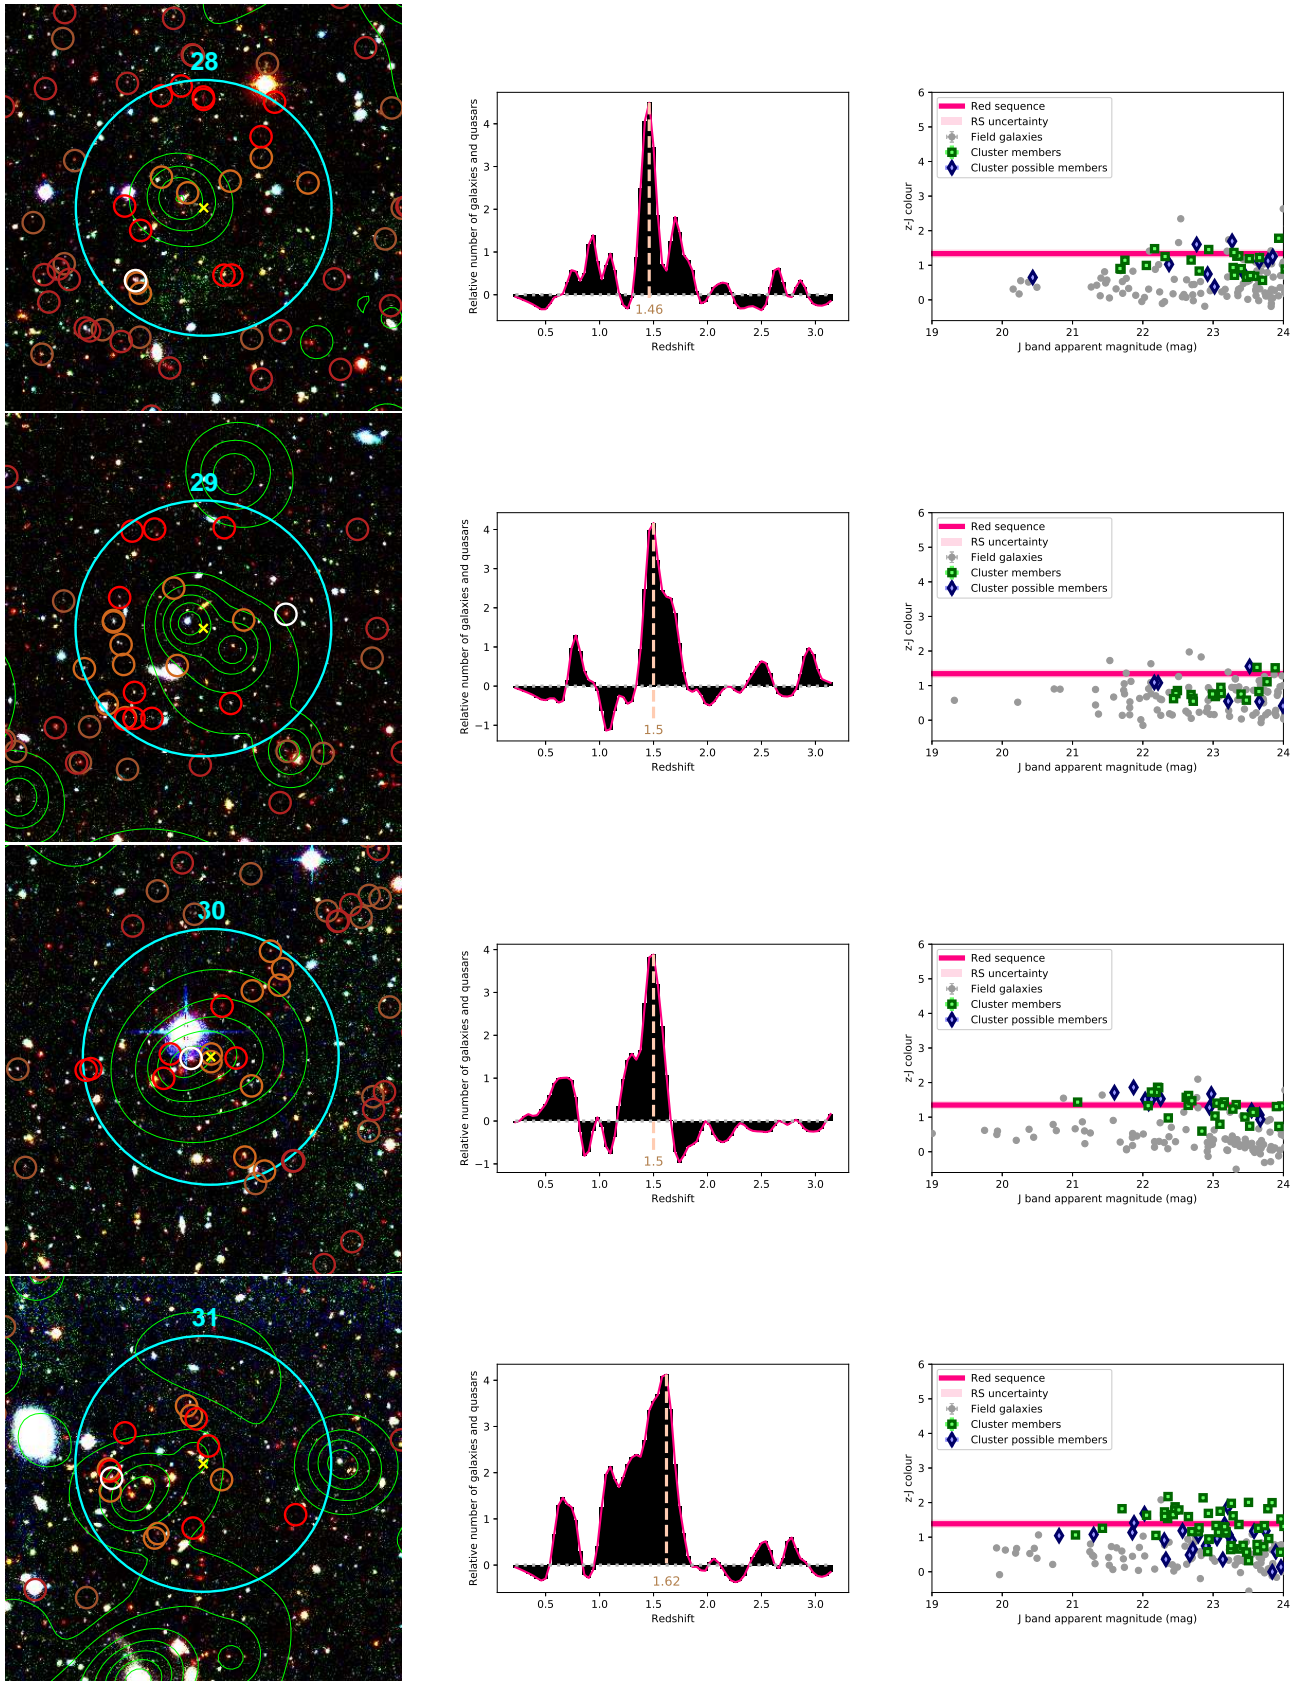 28
Relative number of galaxies and quasars
4
3
2
1
0
1.46
0.5 1.0 1.5 2.0 2.5 3.0
Redshift
z-J colour
6
5
4
3
2
1
0
Red sequence
RS uncertainty
Field galaxies
Cluster members
Cluster possible members
19 20 21 22 23 24
J band apparent magnitude (mag)
29
Relative number of galaxies and quasars
4
3
2
1
0
−1
1.5
0.5 1.0 1.5 2.0 2.5 3.0
Redshift
z-J colour
6
5
4
3
2
1
0
Red sequence
RS uncertainty
Field galaxies
Cluster members
Cluster possible members
19 20 21 22 23 24
J band apparent magnitude (mag)
30
Relative number of galaxies and quasars
4
3
2
1
0
−1
1.5
0.5 1.0 1.5 2.0 2.5 3.0
Redshift
z-J colour
6
5
4
3
2
1
0
Red sequence
RS uncertainty
Field galaxies
Cluster members
Cluster possible members
19 20 21 22 23 24
J band apparent magnitude (mag)
31
Relative number of galaxies and quasars
4
3
2
1
0
1.62
0.5 1.0 1.5 2.0 2.5 3.0
Redshift
z-J colour
6
5
4
3
2
1
0
Red sequence
RS uncertainty
Field galaxies
Cluster members
Cluster possible members
19 20 21 22 23 24
J band apparent magnitude (mag)